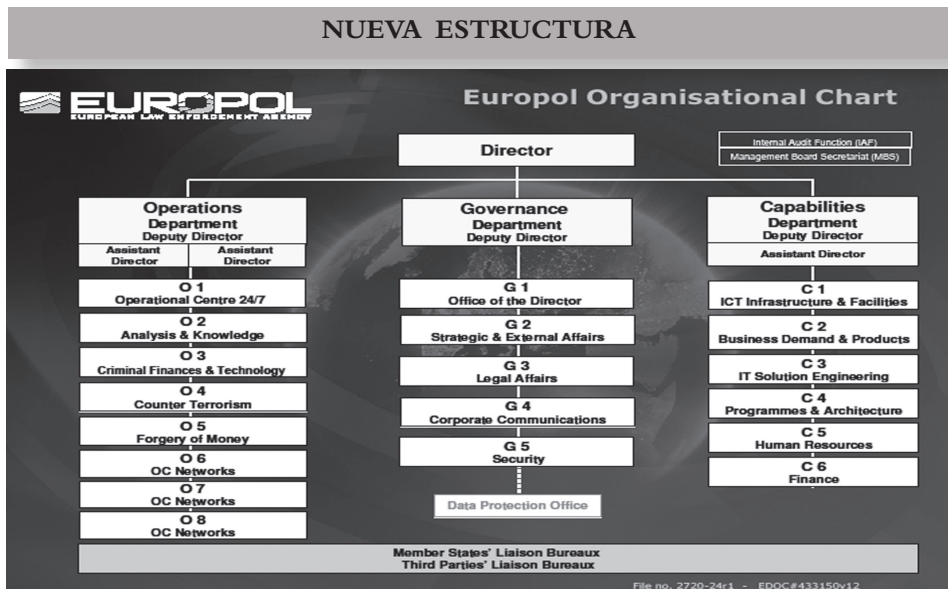 NUEVA ESTRUCTURA
EUROPOL
EUROPEAN LAW ENFORDEMENT AGENCY
Europol Organisational Chart
Director
Internal Audit Function (IAF)
Management Board Secretariat (MBS)
Operations
Department
Deputy Director
Assistant
Director
Assistant
Director
O 1
Operational Centre 24/7
O 2
Analysis & Knowledge
O 3
Criminal Finances & Technology
O 4
Counter Terrorism
O 5
Forgery of Money
O 6
OC Networks
O 7
OC Networks
O 8
OC Networks
Governance
Department
Deputy Director
G 1
Office of the Director
G 2
Strategic & External Affairs
G 3
Legal Affairs
G 4
Corporate Communications
G 5
Security
Data Protection Office
Capabilities
Department
Deputy Director
Assistant Director
C 1
ICT Infrastructure & Facilities
C 2
Business Demand & Products
C 3
IT Solution Engineering
C 4
Programmes & Architecture
C 5
Human Resources
C 6
Finance
Member States' Liaison Bureaux
Third Parties' Liaison Bureaux
File no. 2720-24r1 - EDOC#433150v12